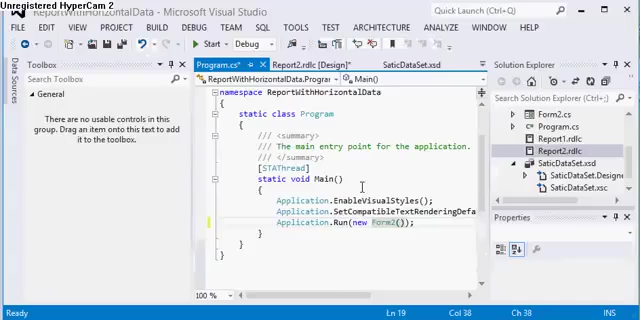 Unregistered HyperCam 2
ReportWithHorizontalData - Microsoft Visual Studio
FILE EDIT VIEW PROJECT BUILD DEBUG TEAM SQL TOOLS TEST ARCHITECTURE ANALYZE WINDOW HELP
Start Debug
Data Sources
Toolbox
Search Toolbox
General
There are no usable controls in this
group. Drag an item onto this text to add
it to the toolbox.
Program.cs* Report2.rdlc [Design]* SaticDataSet.xsd
ReportWithHorizontalData.Prograr Main()
namespace ReportWithHorizontalData
{
static class Program
{
/// <summary>
/// The main entry point for the application.
/// </summary>
[STAThread]
static void Main()
{
Application.EnableVisualStyles();
Application.SetCompatibleTextRenderingDefa
Application.Run(new Form2());
}
}
}
100 %
Solution Explorer
Search Solution Explorer (
Form2.cs
Program.cs
Report1.rdlc
Report2.rdlc
SaticDataSet.xsd
SaticDataSet.Designe
SaticDataSet.xsc
Properties
Ready Ln 19 Col 38 Ch 38 INS